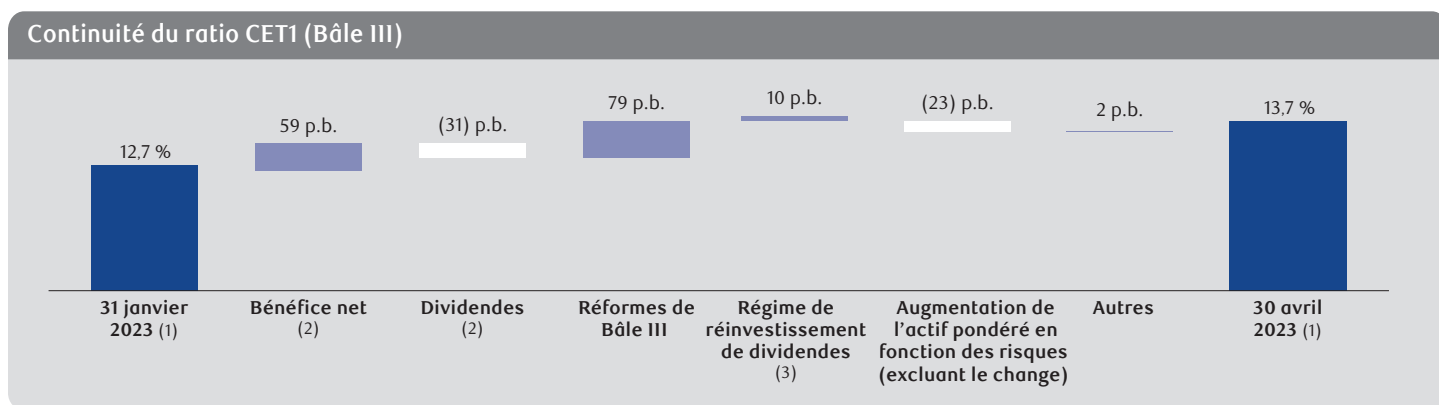 Continuité du ratio CET1 (Bâle III)
12,7 %
59 p.b.
(31) p.b.
79 p.b.
10 p.b.
(23) p.b.
2 p.b.
13,7 %
31 janvier
2023 (1)
Bénéfice net
(2)
Dividendes
(2)
Réformes de
Bâle III
Régime de
réinvestissement
de dividendes
(3)
Augmentation de
l'actif pondéré en
fonction des risques
(excluant le change)
Autres
30 avril
2023 (1)